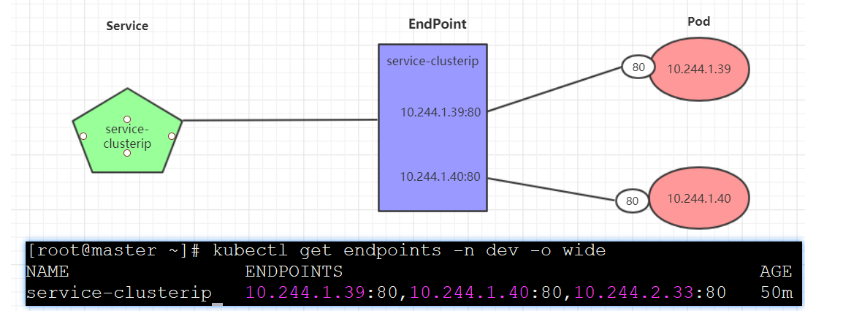 Service
EndPoint
Pod
service-clusterip
80
10.244.1.39
service-
clusterip
10.244.1.39:80
10.244.1.40:80
80
10.244.1.40
[root@master ~]# kubectl get endpoints -n dev -o wide
NAME ENDPOINTS AGE
service-clusterip 10.244.1.39:80,10.244.1.40:80,10.244.2.33:80 50m